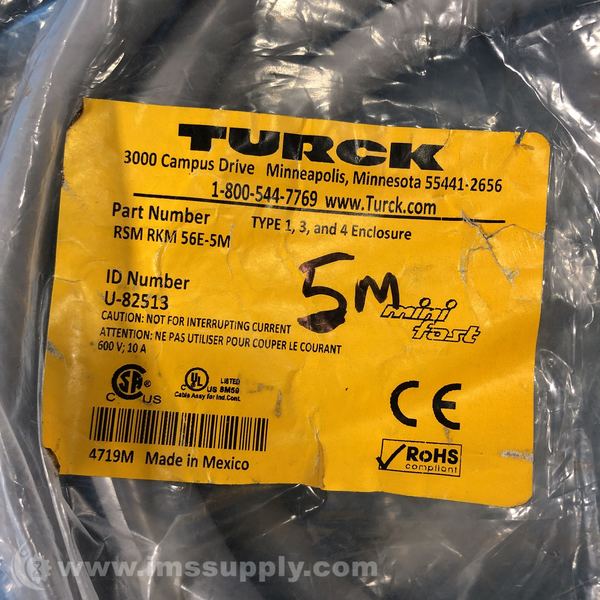 TURCK
3000 Campus Drive Minneapolis, Minnesota 55441-2656
1-800-544-7769 www.Turck.com
Part Number TYPE 1, 3, and 4 Enclosure
RSM RKM 56E-5M
ID Number
U-82513
5M
mini
fast
CAUTION: NOT FOR INTERRUPTING CURRENT
ATTENTION: NE PAS UTILISER POUR COUPER LE COURANT
600 V; 10 A
C US
C UL US LISTED 8M59
Cable Assy for Ind.Cont.
CE
RoHS
compliant
4719M Made in Mexico
© www.imssupply.com